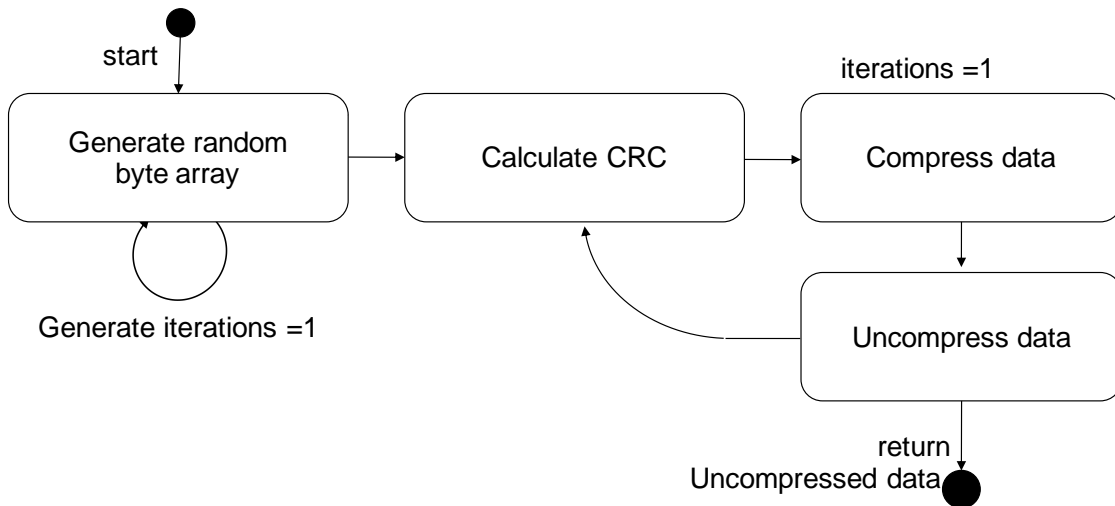 start
iterations =1
Generate random
byte array
Calculate CRC
Compress data
Generate iterations =1
Uncompress data
return
Uncompressed data